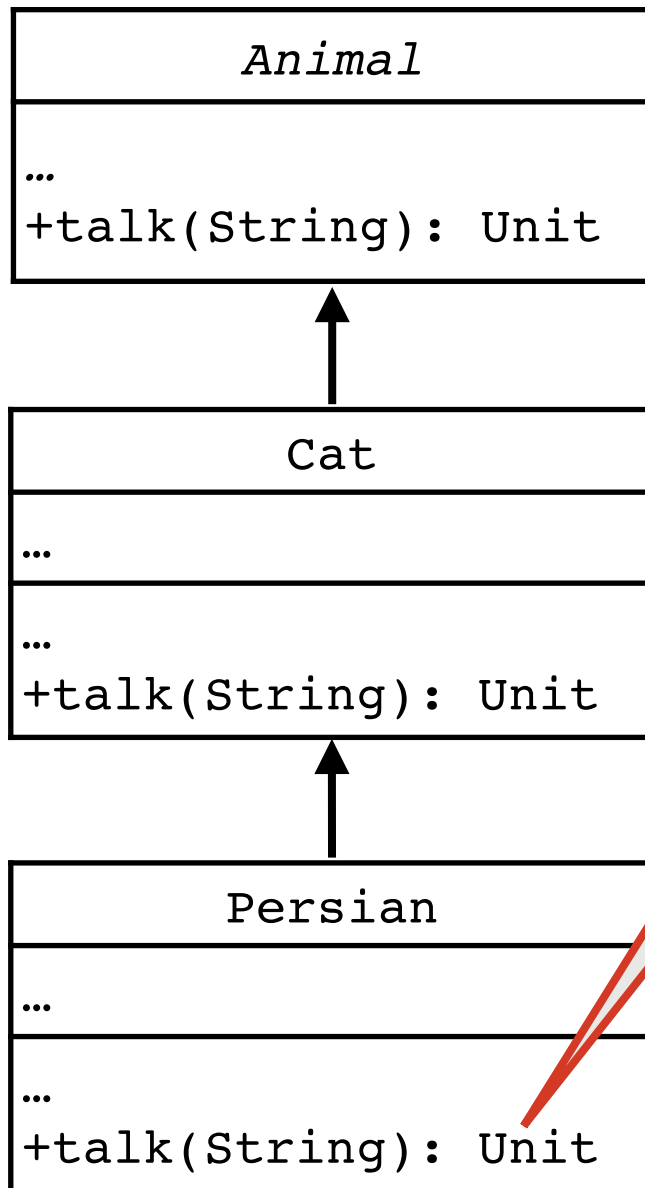 Animal
…
+talk(String): Unit
Cat
…
…
+talk(String): Unit
Persian
…
…
+talk(String): Unit